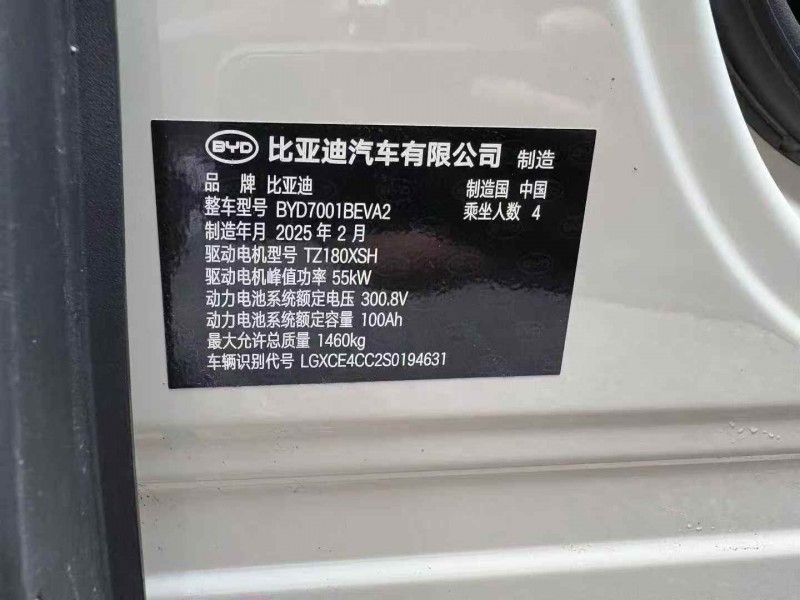 BYD 比亚迪汽车有限公司 制造
品 牌 比亚迪 制造国 中国
整车型号 BYD7001BEVA2 乘坐人数 4
制造年月 2025 年 2 月
驱动电机型号 TZ180XSH
驱动电机峰值功率 55kW
动力电池系统额定电压 300.8V
动力电池系统额定容量 100Ah
最大允许总质量 1460kg
车辆识别代号 LGXCE4CC2S0194631